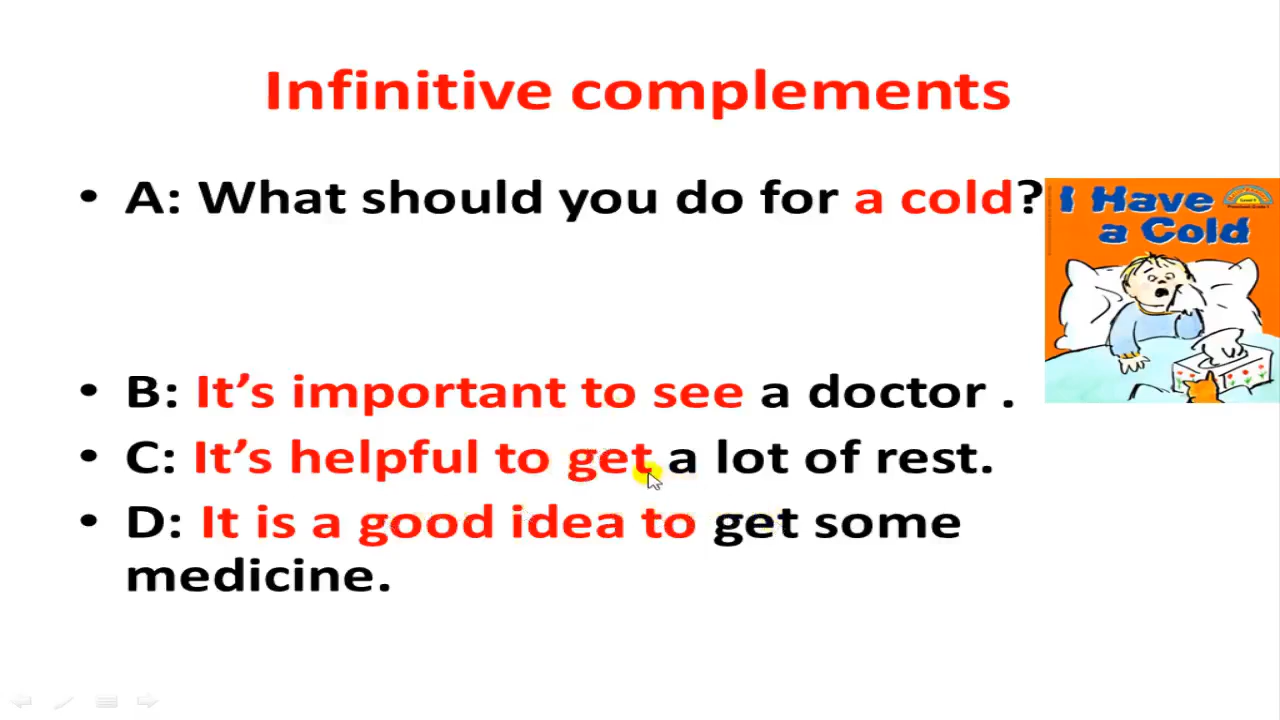 Infinitive complements
• A: What should you do for a cold?
I Have
a Cold
• B: It’s important to see a doctor .
• C: It’s helpful to get a lot of rest.
• D: It is a good idea to get some
medicine.